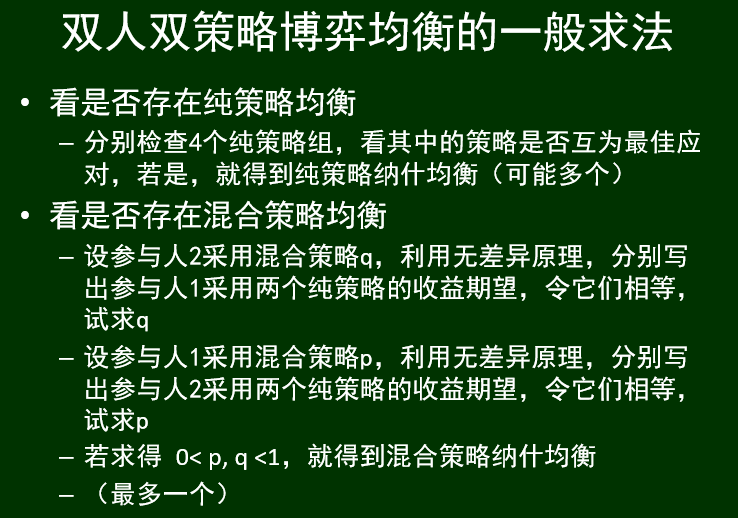 双人双策略博弈均衡的一般求法
• 看是否存在纯策略均衡
– 分别检查4个纯策略组，看其中的策略是否互为最佳应
对，若是，就得到纯策略纳什均衡（可能多个）
• 看是否存在混合策略均衡
– 设参与人2采用混合策略q，利用无差异原理，分别写
出参与人1采用两个纯策略的收益期望，令它们相等，
试求q
– 设参与人1采用混合策略p，利用无差异原理，分别写
出参与人2采用两个纯策略的收益期望，令它们相等，
试求p
– 若求得 0< p, q <1，就得到混合策略纳什均衡
– （最多一个）